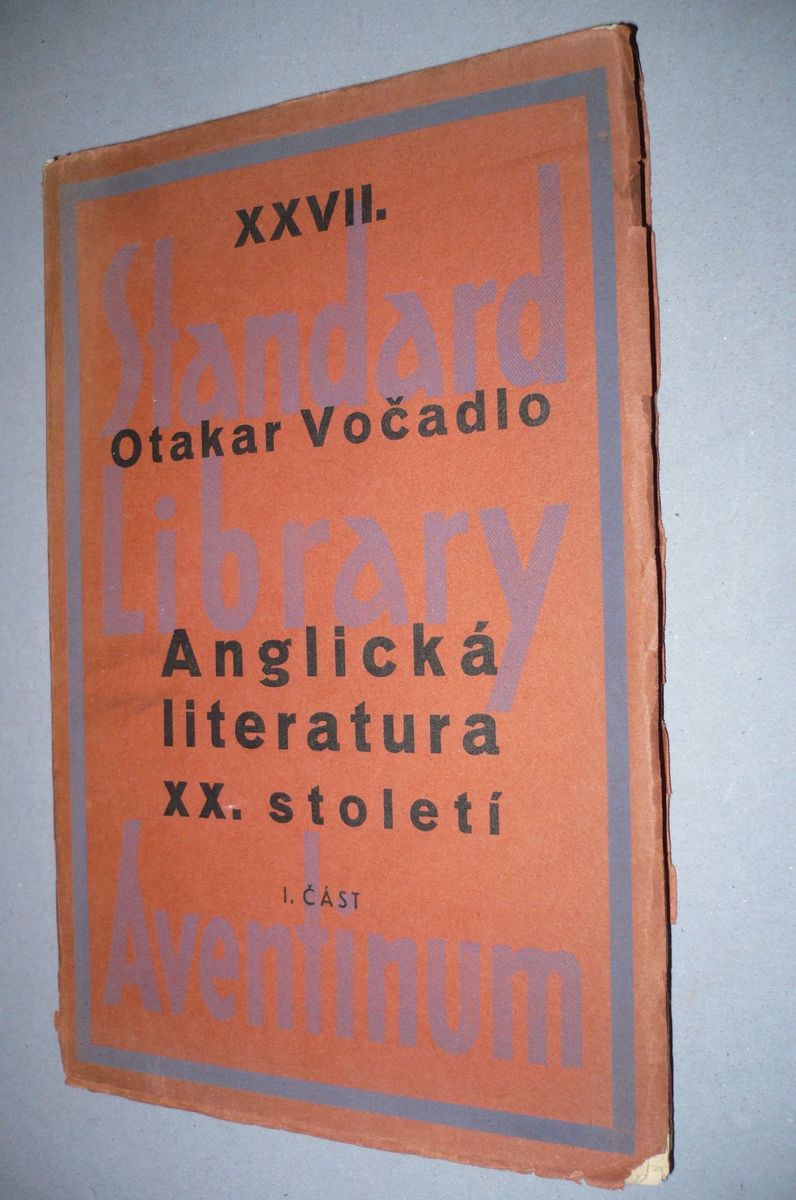 XXVII.
Standard
Otakar Vočadlo
Library
Anglická
literatura
XX. století
I. ČÁST
Aventinum